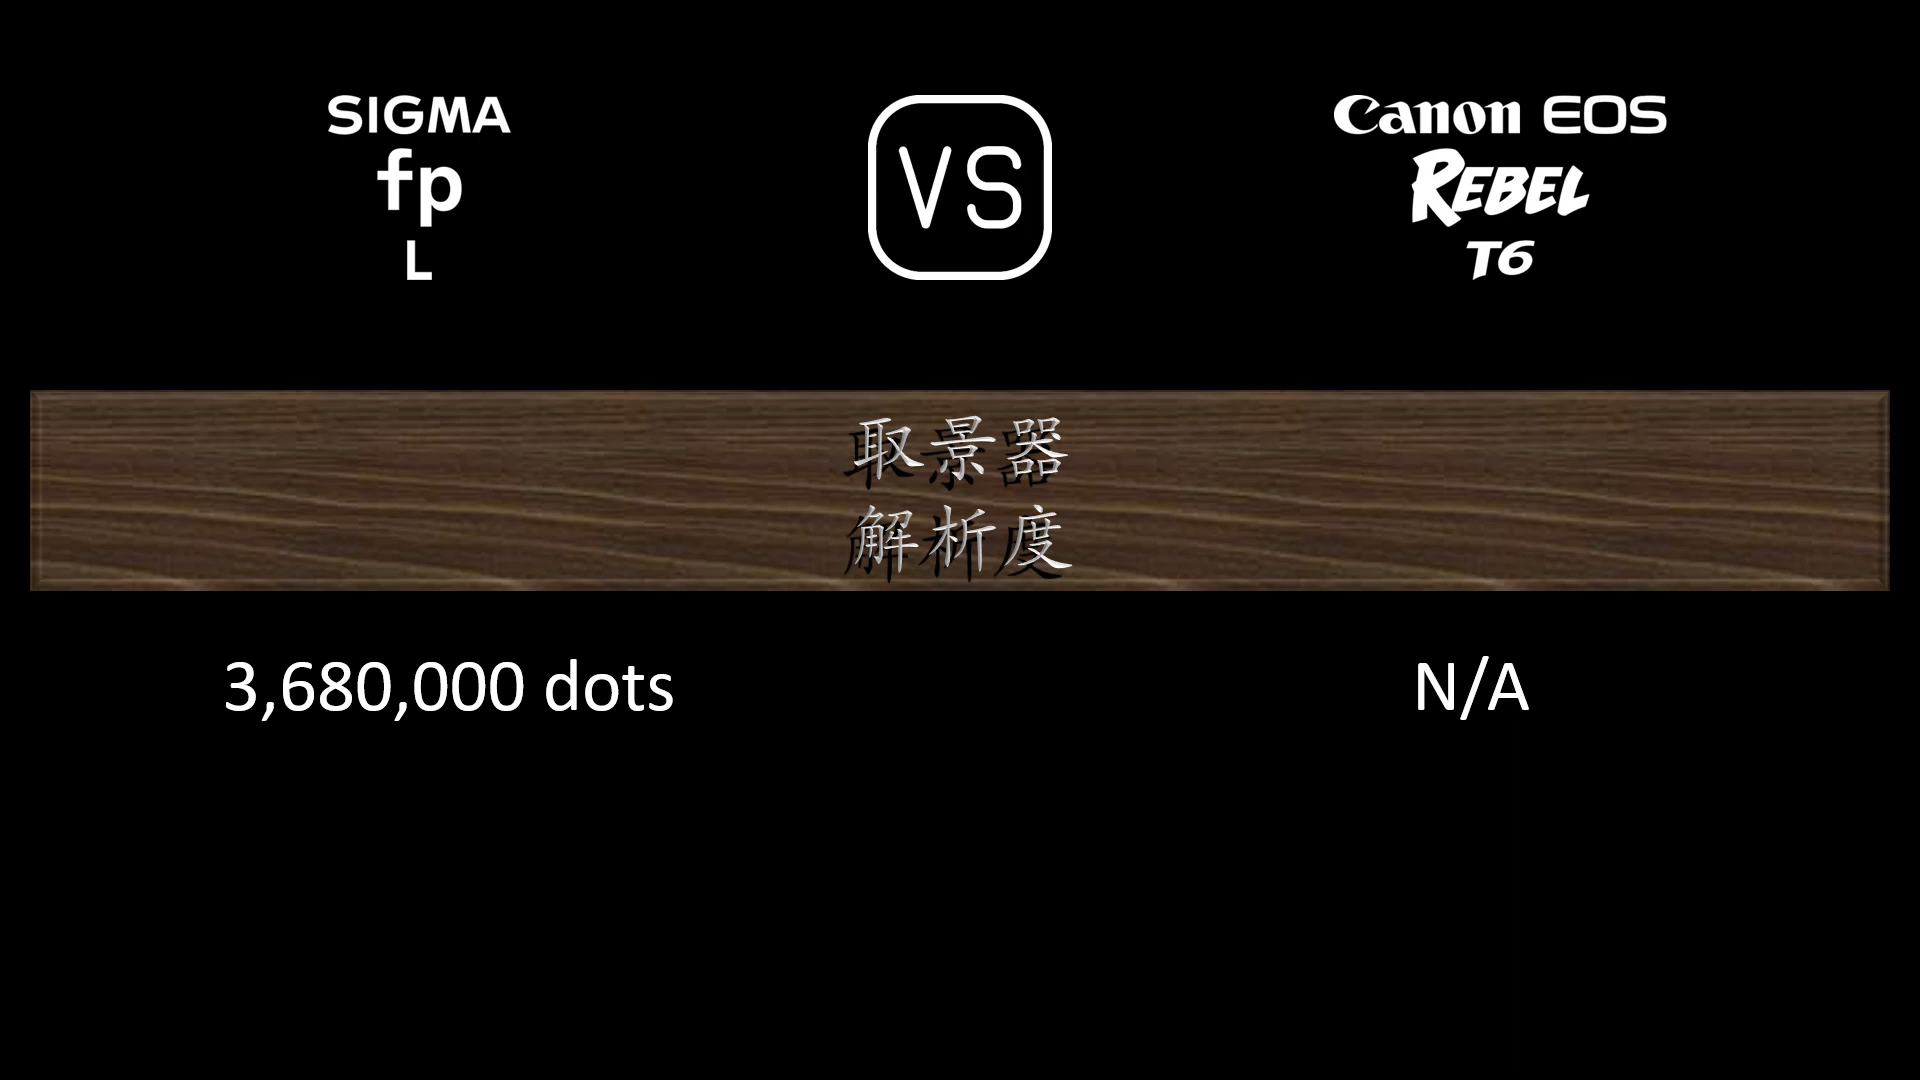 SIGMA
fp
L
VS
Canon EOS
REBEL
T6
取景器
解析度
3,680,000 dots
N/A